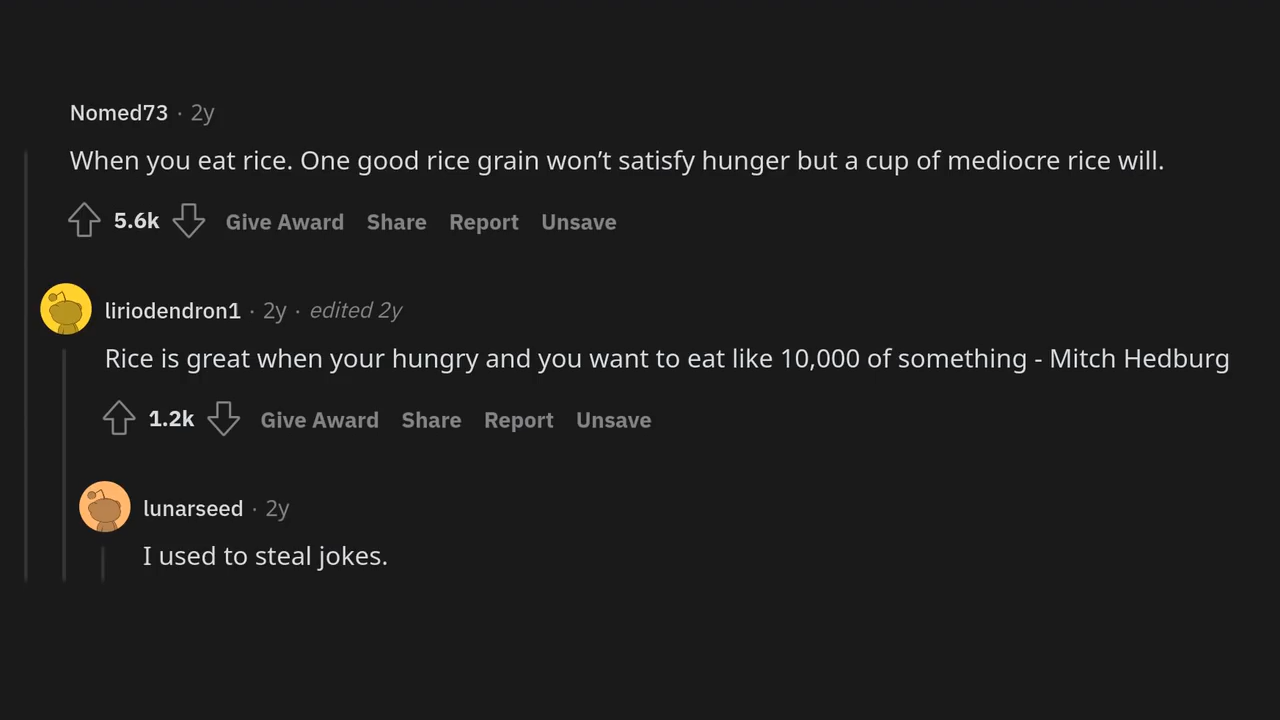 Nomed73 · 2y
When you eat rice. One good rice grain won’t satisfy hunger but a cup of mediocre rice will.
5.6k Give Award Share Report Unsave
liriodendron1 · 2y · edited 2y
Rice is great when your hungry and you want to eat like 10,000 of something - Mitch Hedburg
1.2k Give Award Share Report Unsave
lunarseed · 2y
I used to steal jokes.